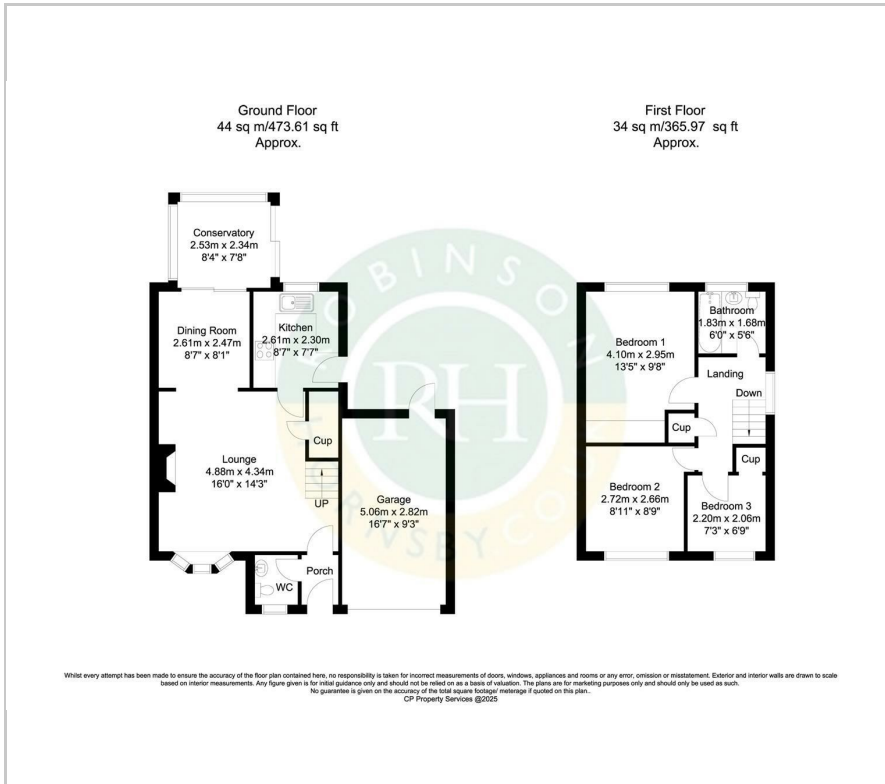 Ground Floor
44 sq m/473.61 sq ft
Approx.
First Floor
34 sq m/365.97 sq ft
Approx.
Conservatory
2.53m x 2.34m
8'4" x 7'8"
Dining Room
2.61m x 2.47m
8'7" x 8'1"
Kitchen
2.61m x 2.30m
8'7" x 7'7"
Cup
Lounge
4.88m x 4.34m
16'0" x 14'3"
UP
Garage
5.06m x 2.82m
16'7" x 9'3"
WC
Porch
Bedroom 1
4.10m x 2.95m
13'5" x 9'8"
Bathroom
1.83m x 1.68m
6'0" x 5'6"
Landing
Down
Cup
Cup
Bedroom 2
2.72m x 2.66m
8'11" x 8'9"
Bedroom 3
2.20m x 2.06m
7'3" x 6'9"
ROBINSON
RH
HORNSBY COUNT
Whilst every attempt has been made to ensure the accuracy of the floor plan contained here, no responsibility is taken for incorrect measurements of doors, windows, appliances and rooms or any error, omission or misstatement. Exterior and interior walls are drawn to scale
based on interior measurements. Any figure given is for initial guidance only and should not be relied on as a basis of valuation. The plans are for marketing purposes only and should only be used as such.
No guarantee is given on the accuracy of the total square footage/ meterage if quoted on this plan..
CP Property Services @2025